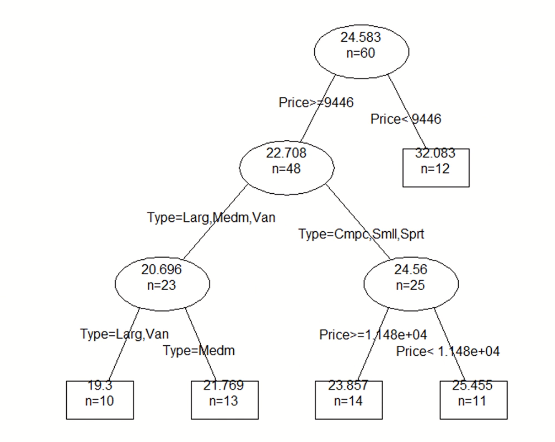 24.583
n=60
Price>=9446
Price< 9446
22.708
n=48
32.083
n=12
Type=Larg,Medm,Van
Type=Cmpc,Smll,Sprt
20.696
n=23
24.56
n=25
Type=Larg,Van
Type=Medm
Price>=1.148e+04
Price< 1.148e+04
19.3
n=10
21.769
n=13
23.857
n=14
25.455
n=11